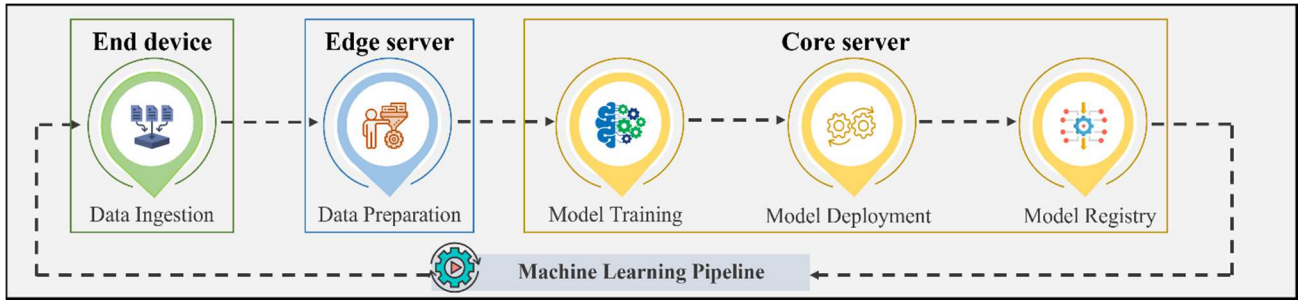 End device
Edge server
Core server
Data Ingestion
Data Preparation
Model Training
Model Deployment
Model Registry
Machine Learning Pipeline